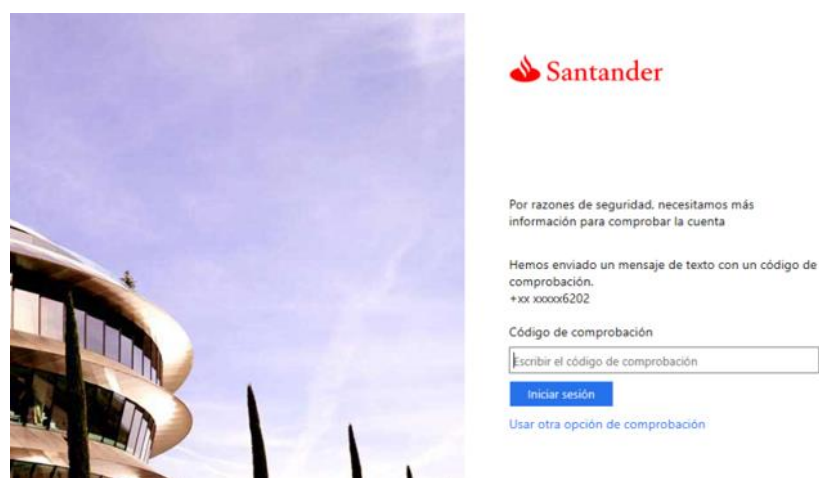 Santander
Por razones de seguridad, necesitamos más
información para comprobar la cuenta
Hemos enviado un mensaje de texto con un código de
comprobación.
+xx xxxxx6202
Código de comprobación
Escribir el código de comprobación
Iniciar sesión
Usar otra opción de comprobación